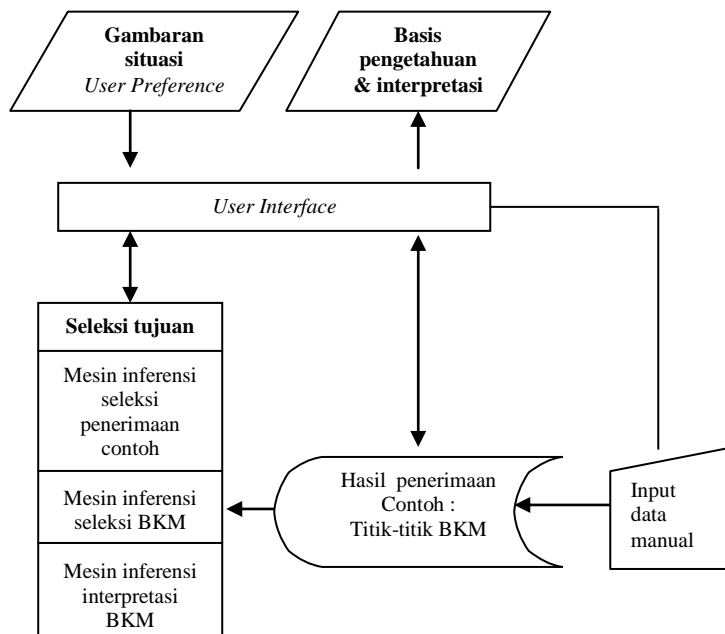 Gambaran
situasi
User Preference
Basis
pengetahuan
& interpretasi
User Interface
Seleksi tujuan
Mesin inferensi
seleksi
penerimaan
contoh
Mesin inferensi
seleksi BKM
Mesin inferensi
interpretasi
BKM
Hasil penerimaan
Contoh :
Titik-titik BKM
Input
data
manual